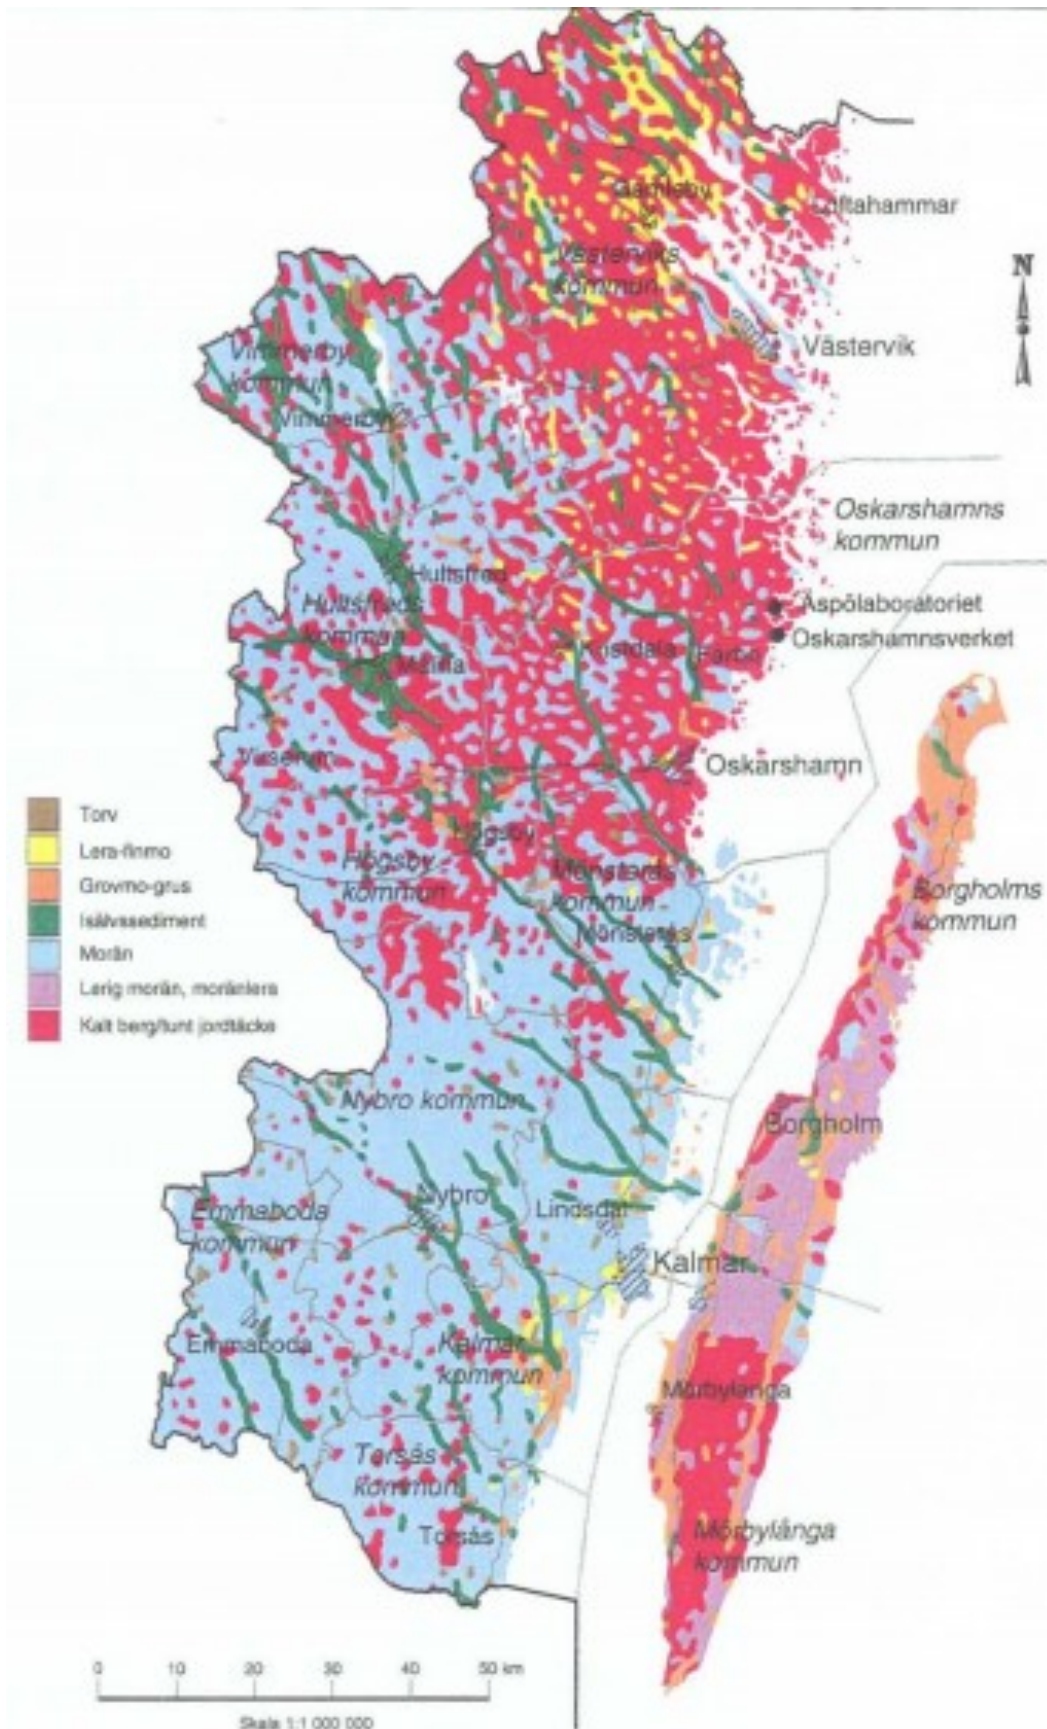 Gamleby
Loftahammar
Västerviks
kommun
N
Västervik
Vimmerby
kommun
Vimmerby
Oskarshamns
kommun
Hultsfred
Äspölaboratoriet
Hultsfreds
kommun
Oskarshamnsverket
Kristdala
Fårbo
Målilla
Virserum
Oskarshamn
Torv
Lera-finmo
Grovmo-grus
Isälvssediment
Morän
Lerig morän, moränlera
Kalt berg/tunt jordtäcke
Högsby
Högsby
kommun
Mönsterås
kommun
Mönsterås
Borgholms
kommun
Nybro kommun
Borgholm
Nybro
Lindsdal
Emmaboda
kommun
Kalmar
Emmaboda
Kalmar
kommun
Mörbylånga
Torsås
kommun
Torsås
Mörbylånga
kommun
0 10 20 30 40 50 km
Skala 1:1 000 000